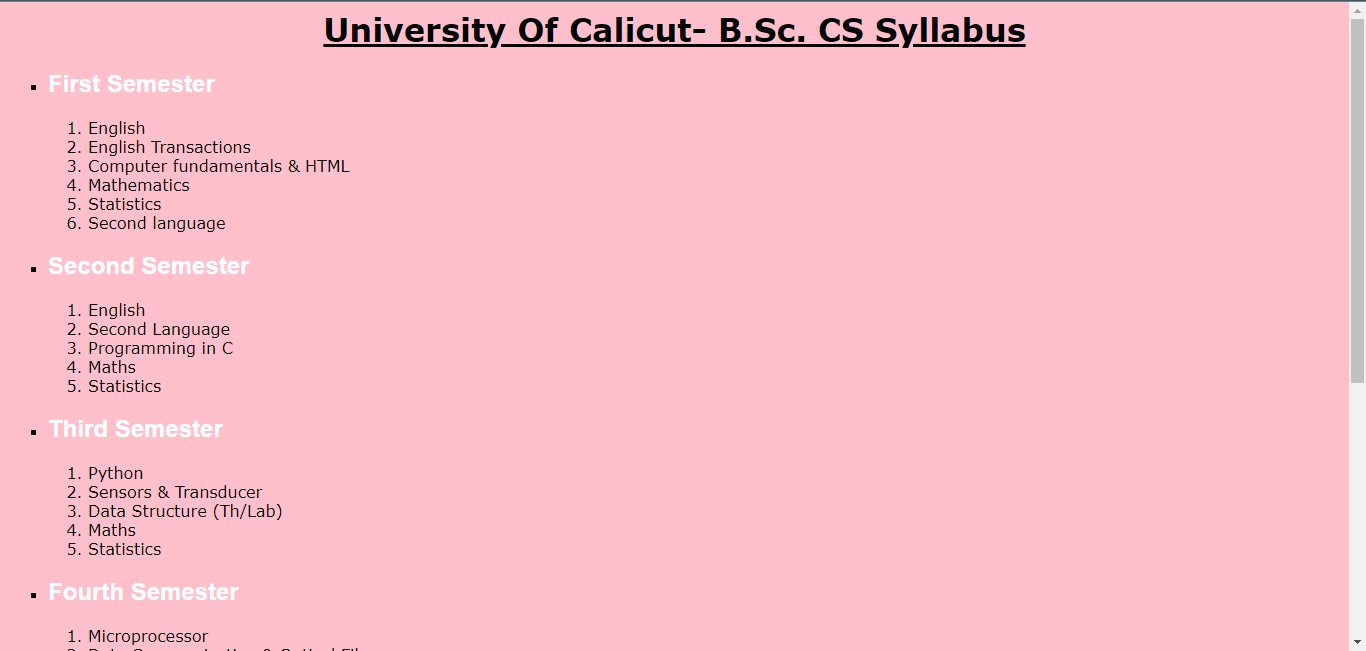 University Of Calicut- B.Sc. CS Syllabus
▪ First Semester
1. English
2. English Transactions
3. Computer fundamentals & HTML
4. Mathematics
5. Statistics
6. Second language
▪ Second Semester
1. English
2. Second Language
3. Programming in C
4. Maths
5. Statistics
▪ Third Semester
1. Python
2. Sensors & Transducer
3. Data Structure (Th/Lab)
4. Maths
5. Statistics
▪ Fourth Semester
1. Microprocessor